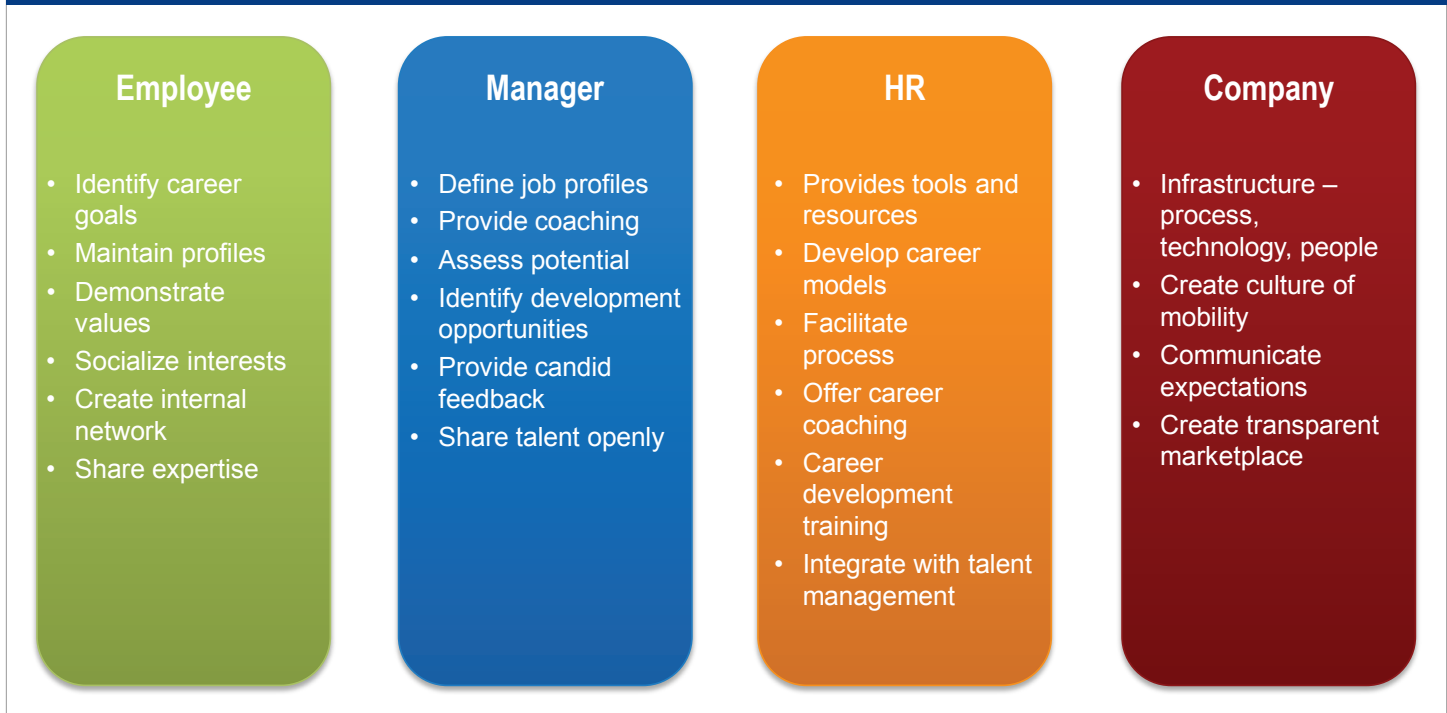 Employee
• Identify career
goals
• Maintain profiles
• Demonstrate
values
• Socialize interests
• Create internal
network
• Share expertise
Manager
• Define job profiles
• Provide coaching
• Assess potential
• Identify development
opportunities
• Provide candid
feedback
• Share talent openly
HR
• Provides tools and
resources
• Develop career
models
• Facilitate
process
• Offer career
coaching
• Career
development
training
• Integrate with talent
management
Company
• Infrastructure –
process,
technology, people
• Create culture of
mobility
• Communicate
expectations
• Create transparent
marketplace